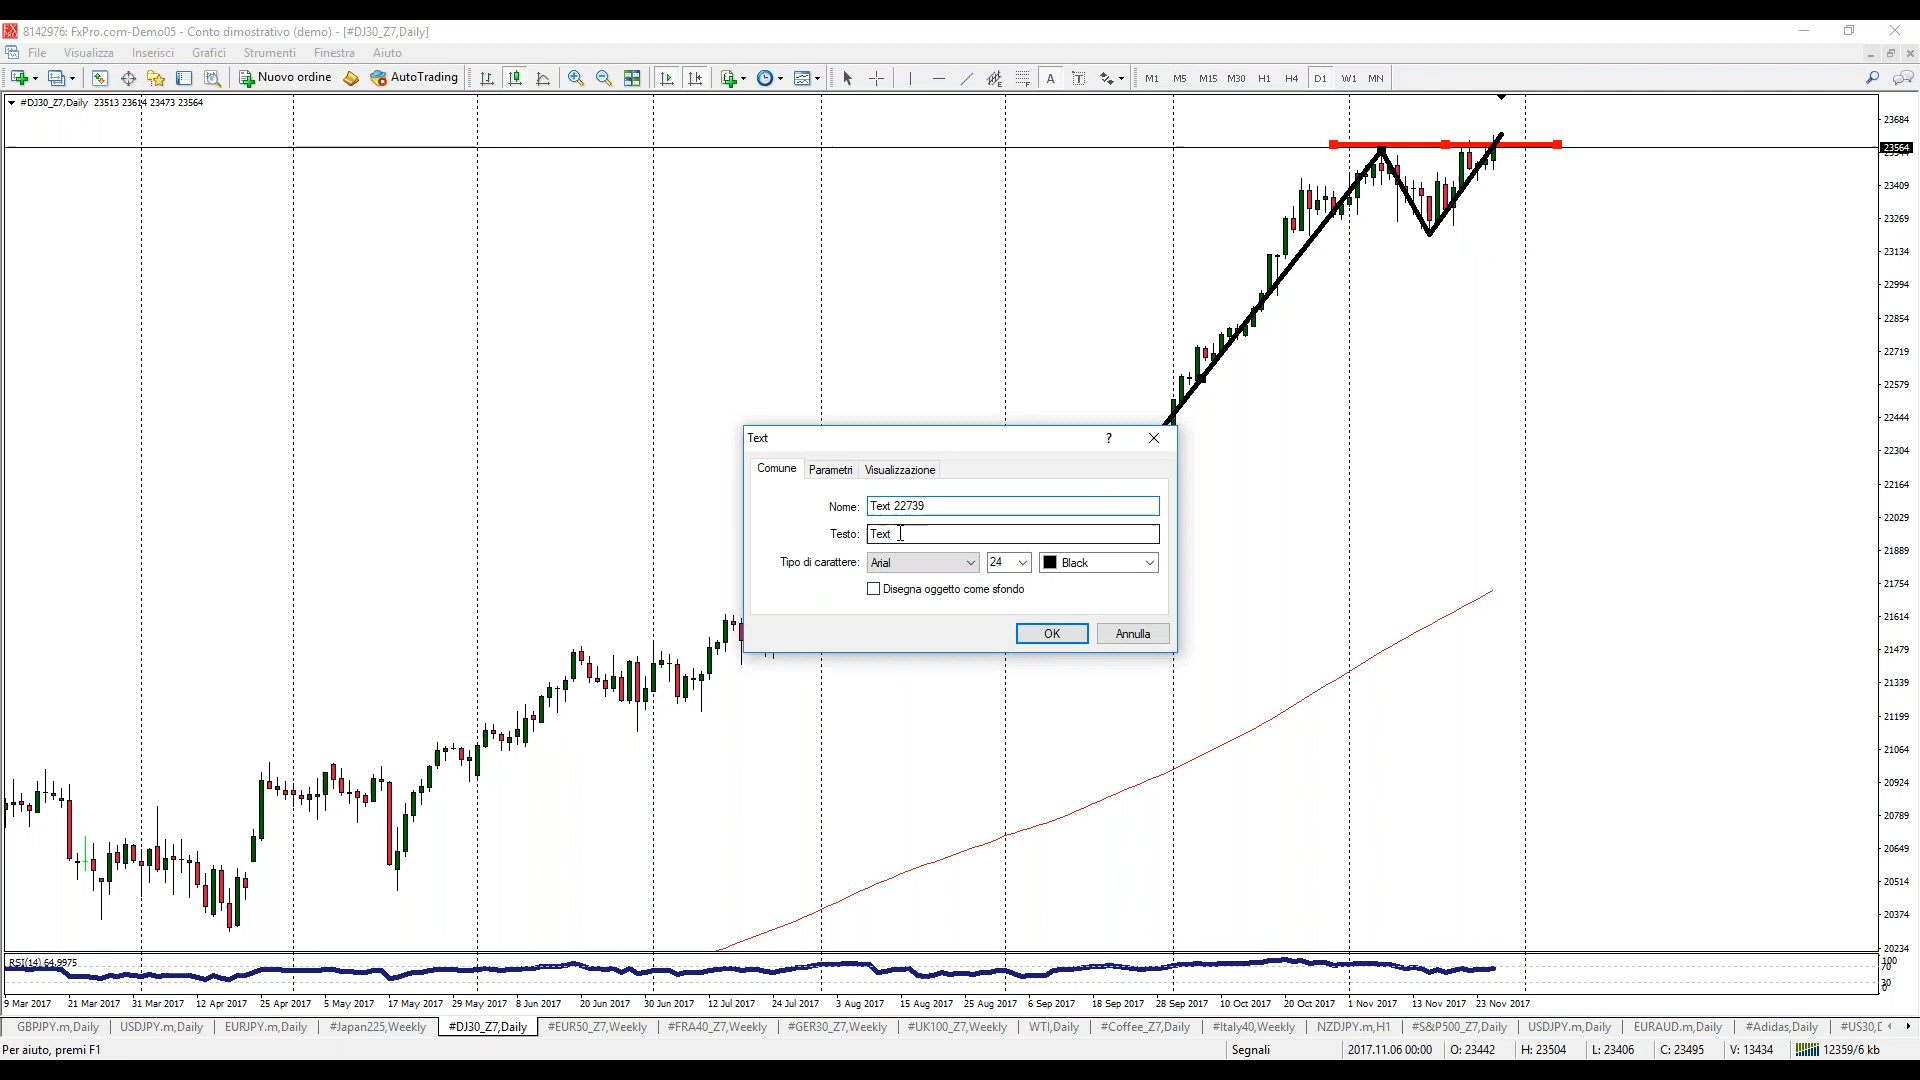 8142976: FxPro.com-Demo05 - Conto dimostrativo (demo) - [#DJ30_Z7,Daily]
File Visualizza Inserisci Grafici Strumenti Finestra Aiuto
Nuovo ordine AutoTrading A T M1 M5 M15 M30 H1 H4 D1 W1 MN
#DJ30_Z7,Daily 23513 23614 23473 23564
23684
23564
23409
23269
23134
22994
22854
22719
22579
22444
22304
22164
22029
21889
21754
21614
21479
21339
21199
21064
20924
20789
20649
20514
20374
20234
Text ?
Comune Parametri Visualizzazione
Nome: Text 22739
Testo: Text
Tipo di carattere: Arial 24 Black
Disegna oggetto come sfondo
OK Annulla
RSI(14) 64.9975
100
70
30
0
9 Mar 2017 21 Mar 2017 31 Mar 2017 12 Apr 2017 25 Apr 2017 5 May 2017 17 May 2017 29 May 2017 8 Jun 2017 20 Jun 2017 30 Jun 2017 12 Jul 2017 24 Jul 2017 3 Aug 2017 15 Aug 2017 25 Aug 2017 6 Sep 2017 18 Sep 2017 28 Sep 2017 10 Oct 2017 20 Oct 2017 1 Nov 2017 13 Nov 2017 23 Nov 2017
GBPJPY.m,Daily USDJPY.m,Daily EURJPY.m,Daily #Japan225,Weekly #DJ30_Z7,Daily #EUR50_Z7,Weekly #FRA40_Z7,Weekly #GER30_Z7,Weekly #UK100_Z7,Weekly WTI,Daily #Coffee_Z7,Daily #Italy40,Weekly NZDJPY.m,H1 #S&P500_Z7,Daily USDJPY.m,Daily EURAUD.m,Daily #Adidas,Daily #US30,
Per aiuto, premi F1 Segnali 2017.11.06 00:00 O: 23442 H: 23504 L: 23406 C: 23495 V: 13434 12359/6 kb